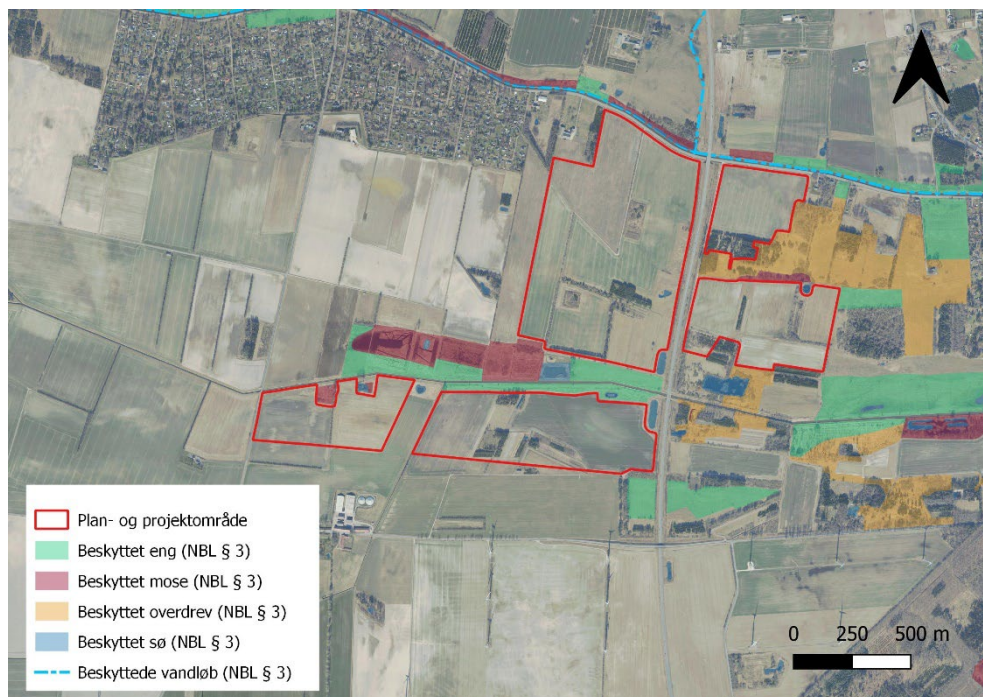 Plan- og projektområde
Beskyttet eng (NBL § 3)
Beskyttet mose (NBL § 3)
Beskyttet overdrev (NBL § 3)
Beskyttet sø (NBL § 3)
Beskyttede vandløb (NBL § 3)
0 250 500 m